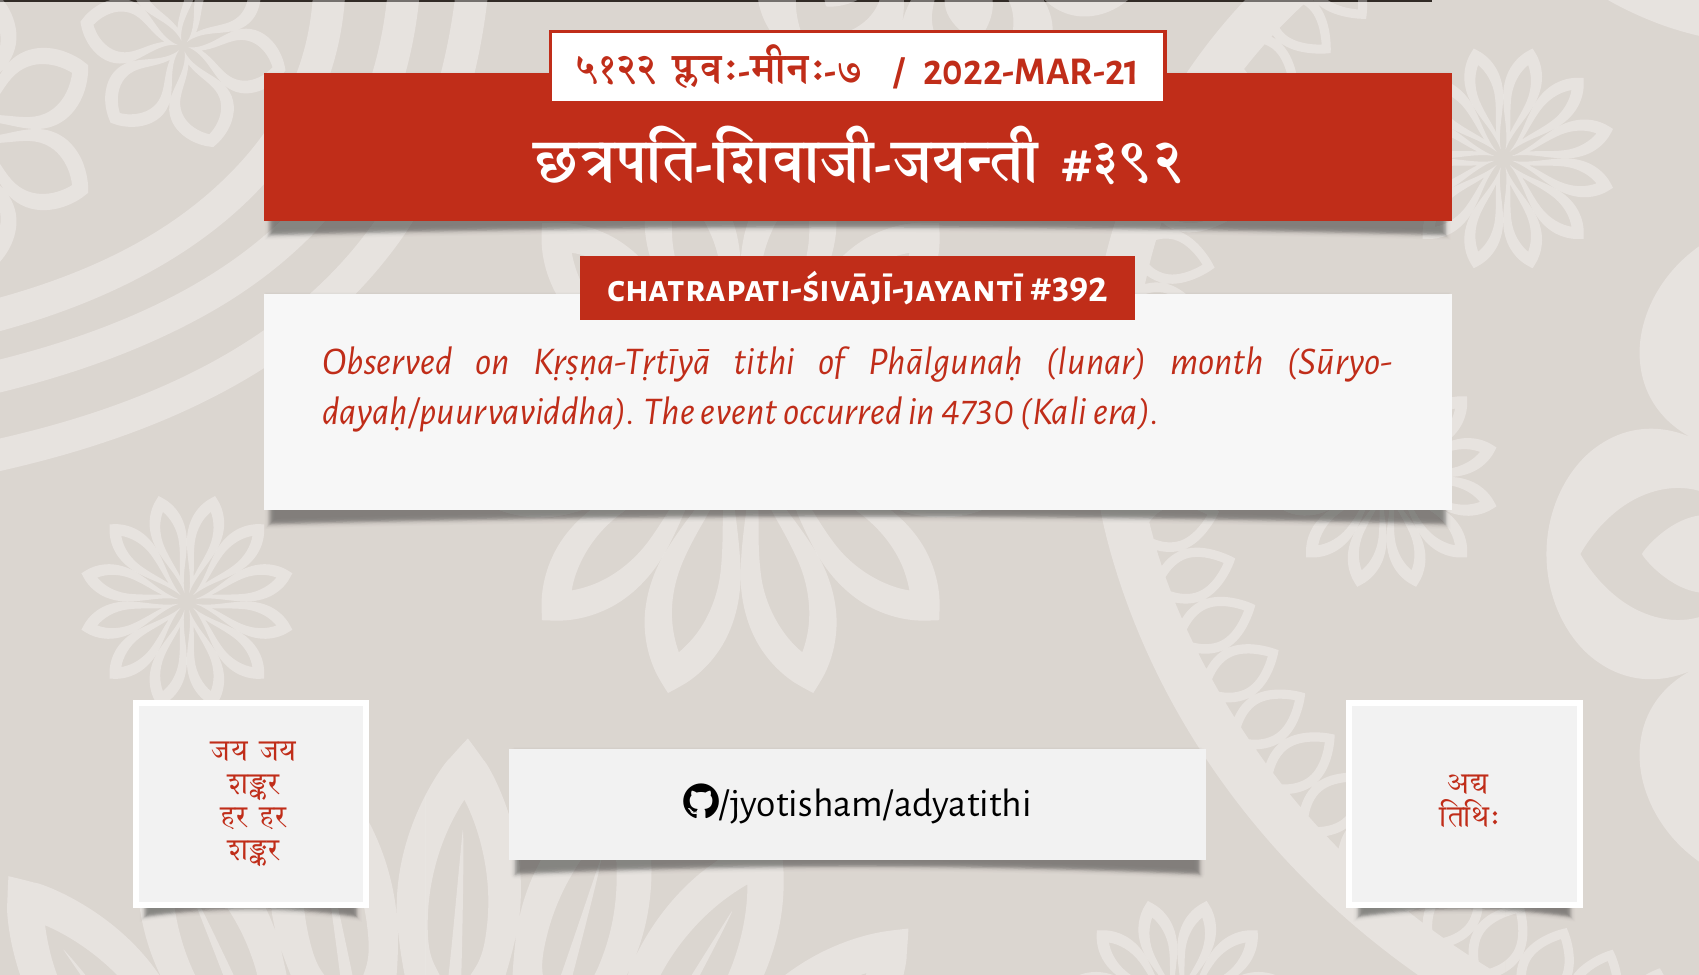 ५१२२ प्लवः-मीनः-७ / 2022-MAR-21
छत्रपति-शिवाजी-जयन्ती #३९२
CHATRAPATI-ŚIVĀJĪ-JAYANTĪ #392
Observed on Kṛṣṇa-Tṛtīyā tithi of Phālgunaḥ (lunar) month (Sūryo-
dayaḥ/puurvaviddha). The event occurred in 4730 (Kali era).
जय जय
शङ्कर
हर हर
शङ्कर
/jyotisham/adyatithi
अद्य
तिथिः